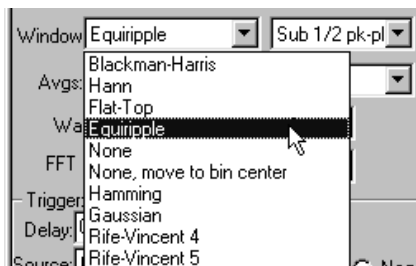 Window Equiripple Sub 1/2 pk-pl
Blackman-Harris
Avgs: Hann
Flat-Top
Wa Equiripple
None
FFT None, move to bin center
Trigger Hamming
Gaussian
Delay: Rife-Vincent 4
Source: Rife-Vincent 5